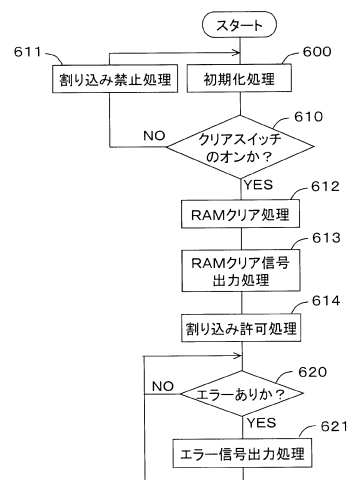 スタート
611
600
割り込み禁止処理
初期化処理
610
NO
クリアスイッチ
のオンか？
YES
612
RAMクリア処理
613
RAMクリア信号
出力処理
614
割り込み許可処理
620
NO
エラーありか？
YES
621
エラー信号出力処理